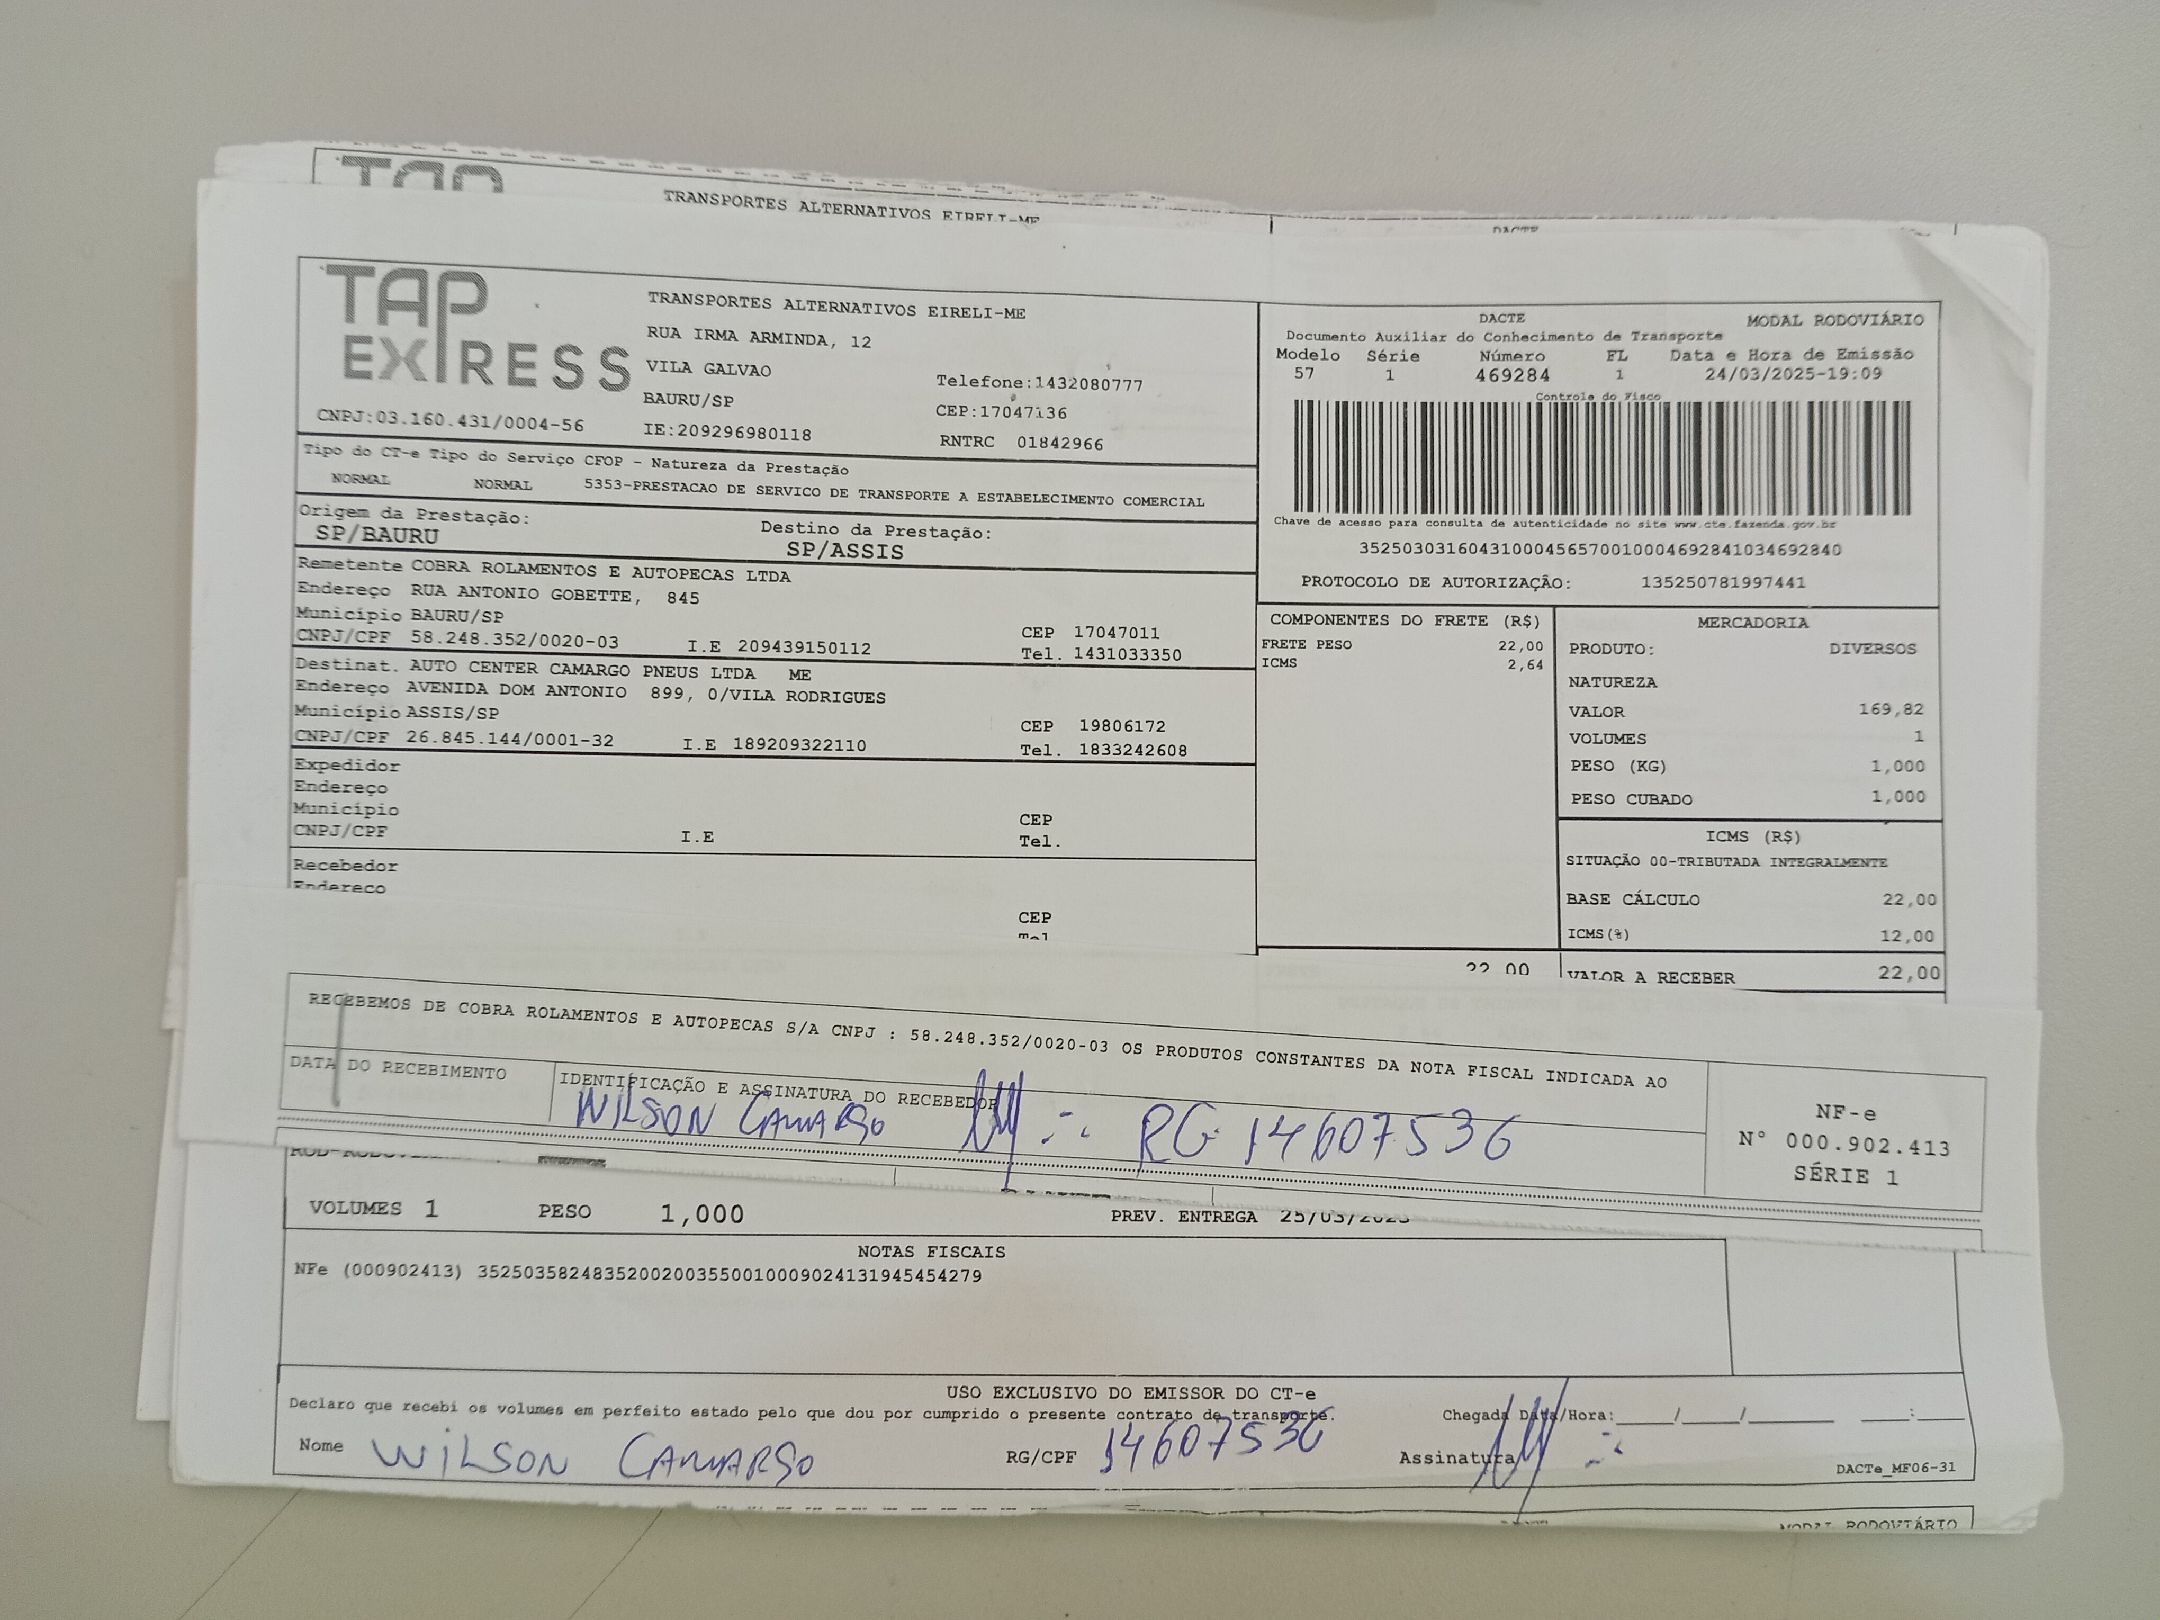 TRANSPORTES ALTERNATIVOS EIRELI-ME
DACTE
TAP
EXPRESS
CNPJ:03.160.431/0004-56
TRANSPORTES ALTERNATIVOS EIRELI-ME
RUA IRMA ARMINDA, 12
VILA GALVAO
BAURU/SP
IE:209296980118
Telefone:1432080777
CEP:17047136
RNTRC 01842966
DACTE
MODAL RODOVIÁRIO
Documento Auxiliar do Conhecimento de Transporte
Modelo Série Número FL Data e Hora de Emissão
57 1 469284 1 24/03/2025-19:09
Controle do Fisco
Chave de acesso para consulta de autenticidade no site www.cte.fazenda.gov.br
35250303160431000456570010004692841034692840
PROTOCOLO DE AUTORIZAÇÃO: 135250781997441
Tipo do CT-e Tipo do Serviço CFOP - Natureza da Prestação
NORMAL NORMAL 5353-PRESTACAO DE SERVICO DE TRANSPORTE A ESTABELECIMENTO COMERCIAL
Origem da Prestação: Destino da Prestação:
SP/BAURU SP/ASSIS
Remetente COBRA ROLAMENTOS E AUTOPECAS LTDA
Endereço RUA ANTONIO GOBETTE, 845
Município BAURU/SP CEP 17047011
CNPJ/CPF 58.248.352/0020-03 I.E 209439150112 Tel. 1431033350
Destinat. AUTO CENTER CAMARGO PNEUS LTDA ME
Endereço AVENIDA DOM ANTONIO 899, 0/VILA RODRIGUES
Município ASSIS/SP CEP 19806172
CNPJ/CPF 26.845.144/0001-32 I.E 189209322110 Tel. 1833242608
Expedidor
Endereço
Município CEP
CNPJ/CPF I.E Tel.
Recebedor
Endereco
CEP
Tel
COMPONENTES DO FRETE (R$)
FRETE PESO 22,00
ICMS 2,64
22,00
MERCADORIA
PRODUTO: DIVERSOS
NATUREZA
VALOR 169,82
VOLUMES 1
PESO (KG) 1,000
PESO CUBADO 1,000
ICMS (R$)
SITUAÇÃO 00-TRIBUTADA INTEGRALMENTE
BASE CÁLCULO 22,00
ICMS(%) 12,00
VALOR A RECEBER 22,00
RECEBEMOS DE COBRA ROLAMENTOS E AUTOPECAS S/A CNPJ : 58.248.352/0020-03 OS PRODUTOS CONSTANTES DA NOTA FISCAL INDICADA AO
DATA DO RECEBIMENTO IDENTIFICAÇÃO E ASSINATURA DO RECEBEDOR
WILSON CAMARGO RG 14607536
NF-e
N° 000.902.413
SÉRIE 1
VOLUMES 1 PESO 1,000 PREV. ENTREGA 25/03/2025
NOTAS FISCAIS
NFe (000902413) 35250358248352002003550010009024131945454279
USO EXCLUSIVO DO EMISSOR DO CT-e
Declaro que recebi os volumes em perfeito estado pelo que dou por cumprido o presente contrato de transporte. Chegada Data/Hora:____/____/________ ____:
Nome WILSON CAMARGO RG/CPF 14607536 Assinatura
DACTe_MF06-31
MODAL RODOVIÁRIO